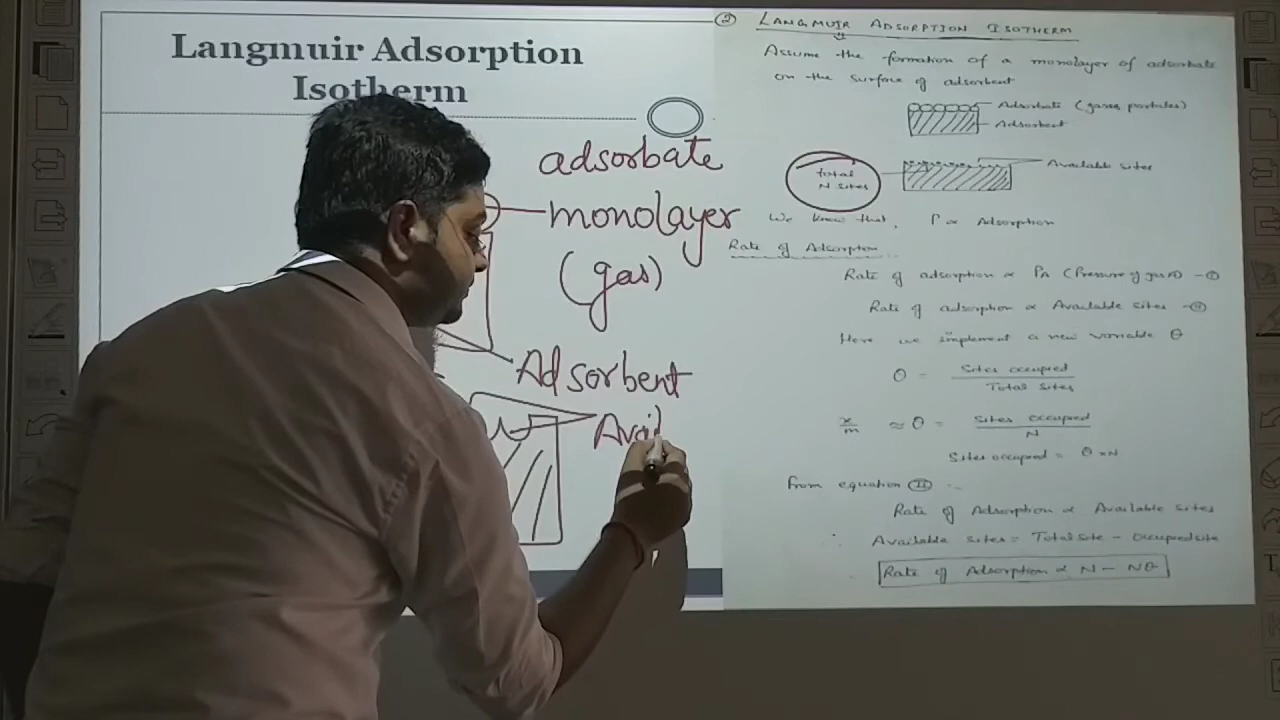 Langmuir Adsorption
Isotherm
adsorbate
monolayer
(gas)
Adsorbent
Avail
② LANGMUIR ADSORPTION ISOTHERM
Assume the formation of a monolayer of adsorbate
on the surface of adsorbent
Adsorbate (gases particles)
Adsorbent
Total
N sites
Available sites
We know that, P ∝ Adsorption
Rate of Adsorption
Rate of adsorption ∝ PA (Pressure of gas A) - ①
Rate of adsorption ∝ Available sites - ②
Here we implement a new variable θ
θ = Sites occupied
Total sites
x/m ≈ θ = Sites occupied
N
Sites occupied = θ × N
From equation Ⅱ
Rate of Adsorption ∝ Available sites
∴ Available sites = Total site - occupied site
Rate of Adsorption ∝ N - Nθ